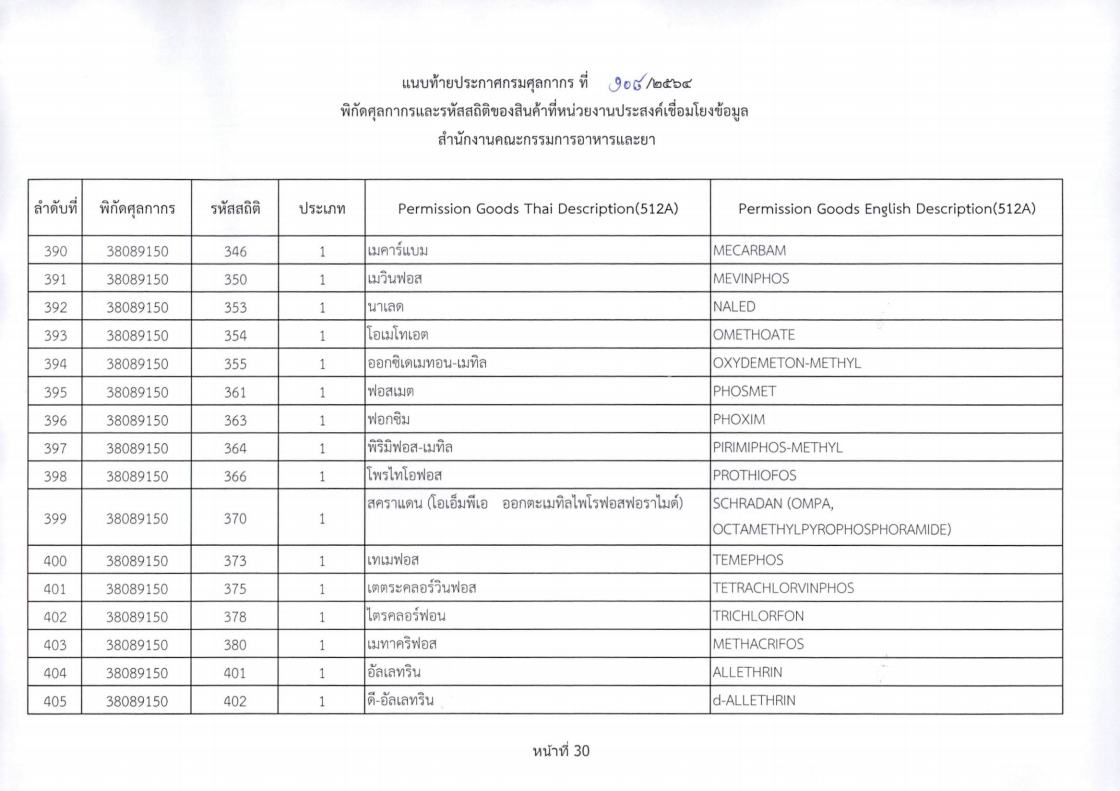 แนบท้ายประกาศกรมศุลกากร ที่ ๑๐๘/๒๕๖๔
พิกัดศุลกากรและรหัสสถิติของสินค้าที่หน่วยงานประสงค์เชื่อมโยงข้อมูล
สำนักงานคณะกรรมการอาหารและยา
ลำดับที่ พิกัดศุลกากร รหัสสถิติ ประเภท Permission Goods Thai Description(512A) Permission Goods English Description(512A)
390 38089150 346 1 เมคาร์แบม MECARBAM
391 38089150 350 1 เมวินฟอส MEVINPHOS
392 38089150 353 1 นาเลด NALED
393 38089150 354 1 โอเมโทเอต OMETHOATE
394 38089150 355 1 ออกซิเดเมทอน-เมทิล OXYDEMETON-METHYL
395 38089150 361 1 ฟอสเมต PHOSMET
396 38089150 363 1 ฟอกซิม PHOXIM
397 38089150 364 1 พิริมิฟอส-เมทิล PIRIMIPHOS-METHYL
398 38089150 366 1 โพรไทโอฟอส PROTHIOFOS
399 38089150 370 1 สคราแดน (โอเอ็มพีเอ ออกตะเมทิลไพโรฟอสฟอราไมด์) SCHRADAN (OMPA,
OCTAMETHYLPYROPHOSPHORAMIDE)
400 38089150 373 1 เทเมฟอส TEMEPHOS
401 38089150 375 1 เตตระคลอร์วินฟอส TETRACHLORVINPHOS
402 38089150 378 1 ไตรคลอร์ฟอน TRICHLORFON
403 38089150 380 1 เมทาคริฟอส METHACRIFOS
404 38089150 401 1 อัลเลทริน ALLETHRIN
405 38089150 402 1 ดี-อัลเลทริน d-ALLETHRIN
หน้าที่ 30